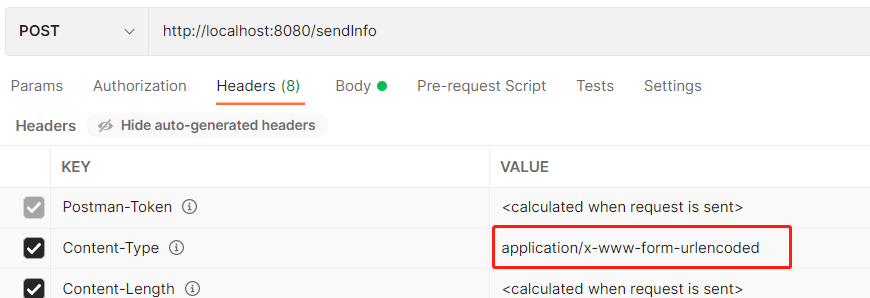 POST http://localhost:8080/sendInfo
Params Authorization Headers (8) Body Pre-request Script Tests Settings
Headers Hide auto-generated headers
KEY VALUE
Postman-Token <calculated when request is sent>
Content-Type application/x-www-form-urlencoded
Content-Length <calculated when request is sent>